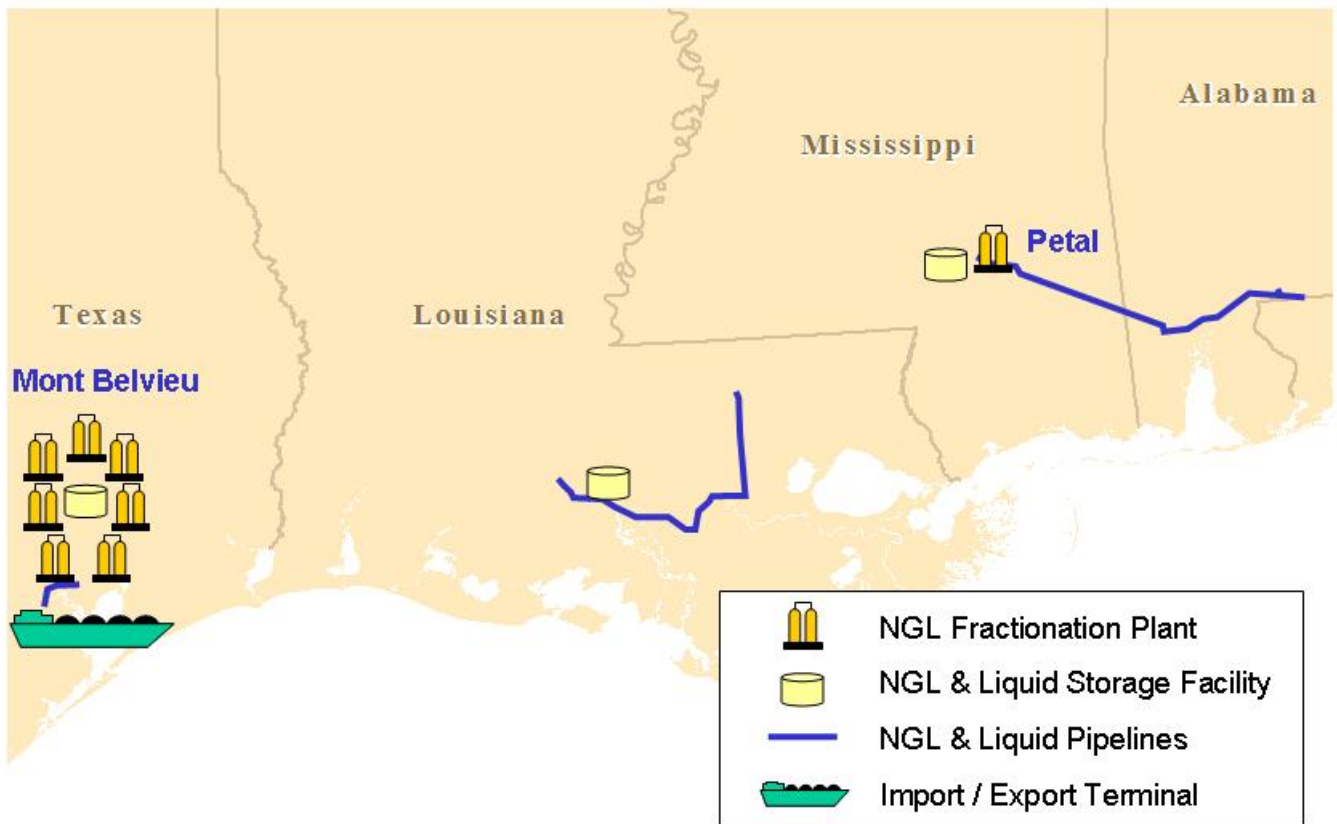 Alabama
Mississippi
Petal
Texas
Louisiana
Mont Belvieu
NGL Fractionation Plant
NGL & Liquid Storage Facility
NGL & Liquid Pipelines
Import / Export Terminal